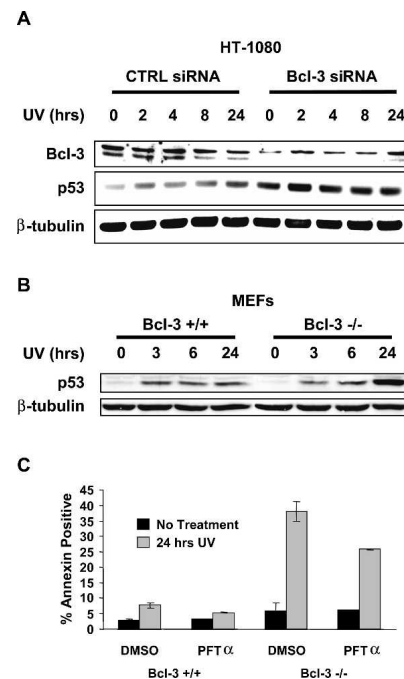 A
HT-1080
CTRL siRNA Bcl-3 siRNA
UV (hrs) 0 2 4 8 24 0 2 4 8 24
Bcl-3
p53
β-tubulin
B
MEFs
Bcl-3 +/+ Bcl-3 -/-
UV (hrs) 0 3 6 24 0 3 6 24
p53
β-tubulin
C
% Annexin Positive
45
40
35
30
25
20
15
10
5
0
No Treatment
24 hrs UV
DMSO PFT α DMSO PFT α
Bcl-3 +/+ Bcl-3 -/-